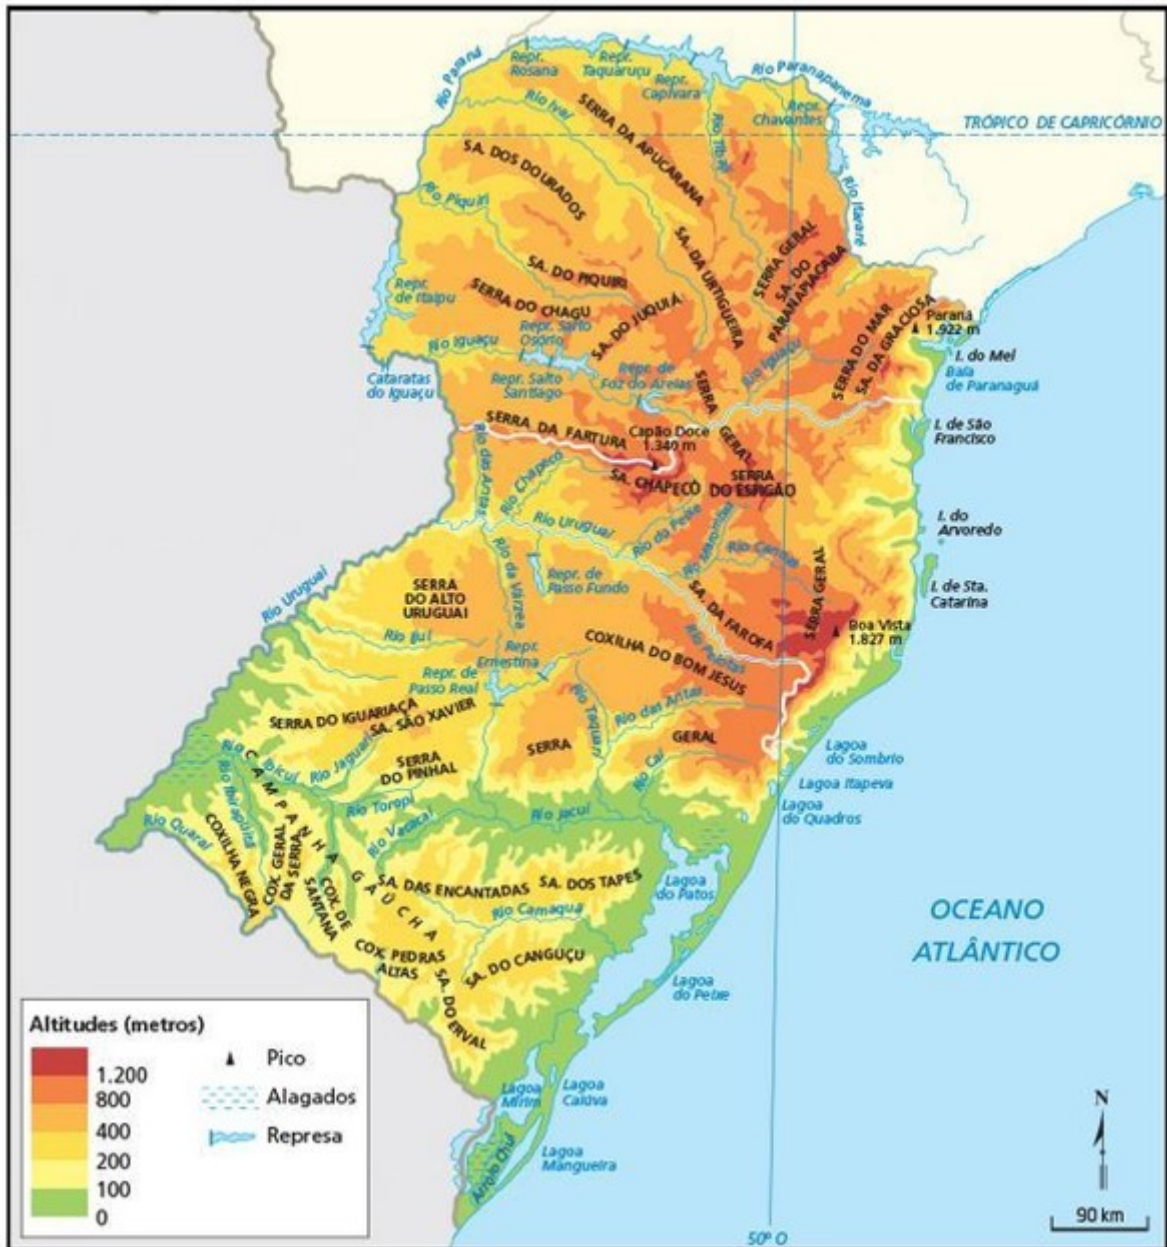 Rio Paraná
Repr.
Rosana
Repr.
Taquaruçu
Repr.
Capivara
Rio Paranapanema
Repr.
Chavantes
TRÓPICO DE CAPRICÓRNIO
Rio Ivaí
SERRA DA APUCARANA
Rio Tibaji
Rio Itararé
SA. DOS DOURADOS
Rio Piquiri
SA. DA URTIGUEIRA
SERRA GERAL
SA. DO
PARANAPIACABA
SA. DO PIQUIRI
SERRA DO CHAGU
SA. DO JUQUIÁ
Repr.
de Itaipu
SERRA DO MAR
SA. DA GRACIOSA
Paraná
1.922 m
I. do Mel
Baía
de Paranaguá
Rio Iguaçu
Repr. Salto
Osório
Rio Iguaçu
Cataratas
do Iguaçu
Repr. Salto
Santiago
Repr. de
Foz do Areias
SERRA GERAL
I. de São
Francisco
SERRA DA FARTURA
Capão Doce
1.340 m
Rio das Antas
Rio Chapecó
SA. CHAPECÓ
SERRA
DO ESPIGÃO
Rio Uruguai
Rio da Peixe
Rio Marombas
Rio Canoas
I. do
Arvoredo
Rio da Várzea
Repr. de
Passo Fundo
SERRA
DO ALTO
URUGUAI
Rio Uruguai
SA. DA FAROFA
SERRA GERAL
I. de Sta.
Catarina
Boa Vista
1.827 m
Rio Ijuí
COXILHA DO BOM JESUS
Rio Pelotas
Repr.
Ernestina
Repr. de
Passo Real
Rio Taquari
Rio das Antas
SERRA DO IGUARIAÇA
SA. SÃO XAVIER
SERRA
GERAL
Rio Jaguari
SERRA
DO PINHAL
Rio Caí
Lagoa
do Sombrio
Lagoa Itapeva
Lagoa
do Quadros
Rio Ibicuí
CAMPANHA GAÚCHA
Rio Ibirapuitã
Rio Toropi
Rio Vacacaí
Rio Jacuí
Rio Quaraí
COXILHA NEGRA
COX. GERAL
DA SERRA
COX. DE
SANTANA
SA. DAS ENCANTADAS
SA. DOS TAPES
Lagoa
do Patos
Rio Camaquã
COX. PEDRAS
ALTAS
SA. DO CANGUÇU
SA. DO ERVAL
Lagoa
do Peixe
OCEANO
ATLÂNTICO
Lagoa
Mirim
Lagoa
Caiúva
Lagoa
Mangueira
Arroio Chuí
Altitudes (metros)
1.200
800
400
200
100
0
Pico
Alagados
Represa
N
90 km
50º O